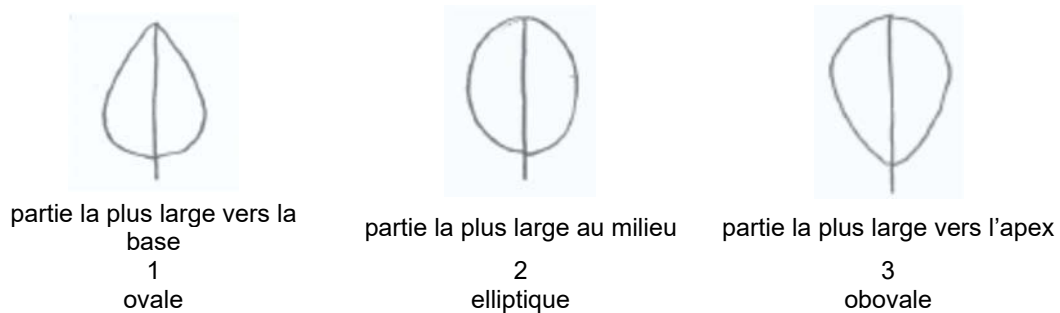 partie la plus large vers la
base
1
ovale
partie la plus large au milieu
2
elliptique
partie la plus large vers l’apex
3
obovale